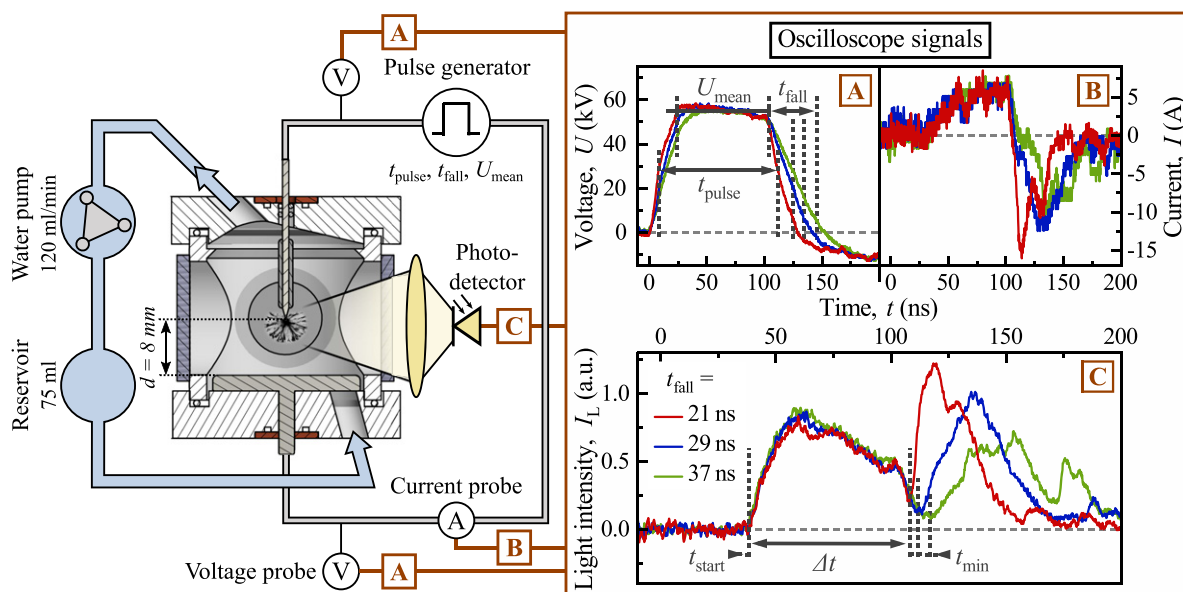 A
Pulse generator
V
t_pulse, t_fall, U_mean
Water pump
120 ml/min
Reservoir
75 ml
d = 8 mm
Photo-
detector
C
Current probe
A
B
Voltage probe
V
A
Oscilloscope signals
Voltage, U (kV)
60
40
20
0
U_mean
t_fall
A
t_pulse
0 50 100 150
B
5
0
-5
-10
-15
Current, I (A)
0 50 100 150 200
Time, t (ns)
0 50 100 150 200
Light intensity, I_L (a.u.)
1.0
0.5
0.0
t_fall =
21 ns
29 ns
37 ns
C
t_start
Δt
t_min